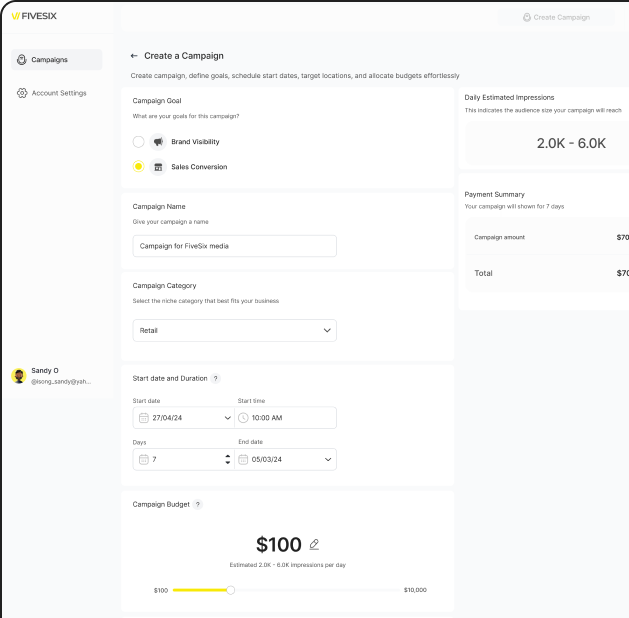 FIVESIX
Create Campaign
Campaigns
Account Settings
Sandy O
@isong_sandy@yah...
← Create a Campaign
Create campaign, define goals, schedule start dates, target locations, and allocate budgets effortlessly
Campaign Goal
What are your goals for this campaign?
Brand Visibility
Sales Conversion
Campaign Name
Give your campaign a name
Campaign for FiveSix media
Campaign Category
Select the niche category that best fits your business
Retail
Start date and Duration ?
Start date
Start time
27/04/24
10:00 AM
Days
End date
7
05/03/24
Campaign Budget ?
$100
Estimated 2.0K - 6.0K impressions per day
$100
$10,000
Daily Estimated Impressions
This indicates the audience size your campaign will reach
2.0K - 6.0K
Payment Summary
Your campaign will shown for 7 days
Campaign amount
$70
Total
$70